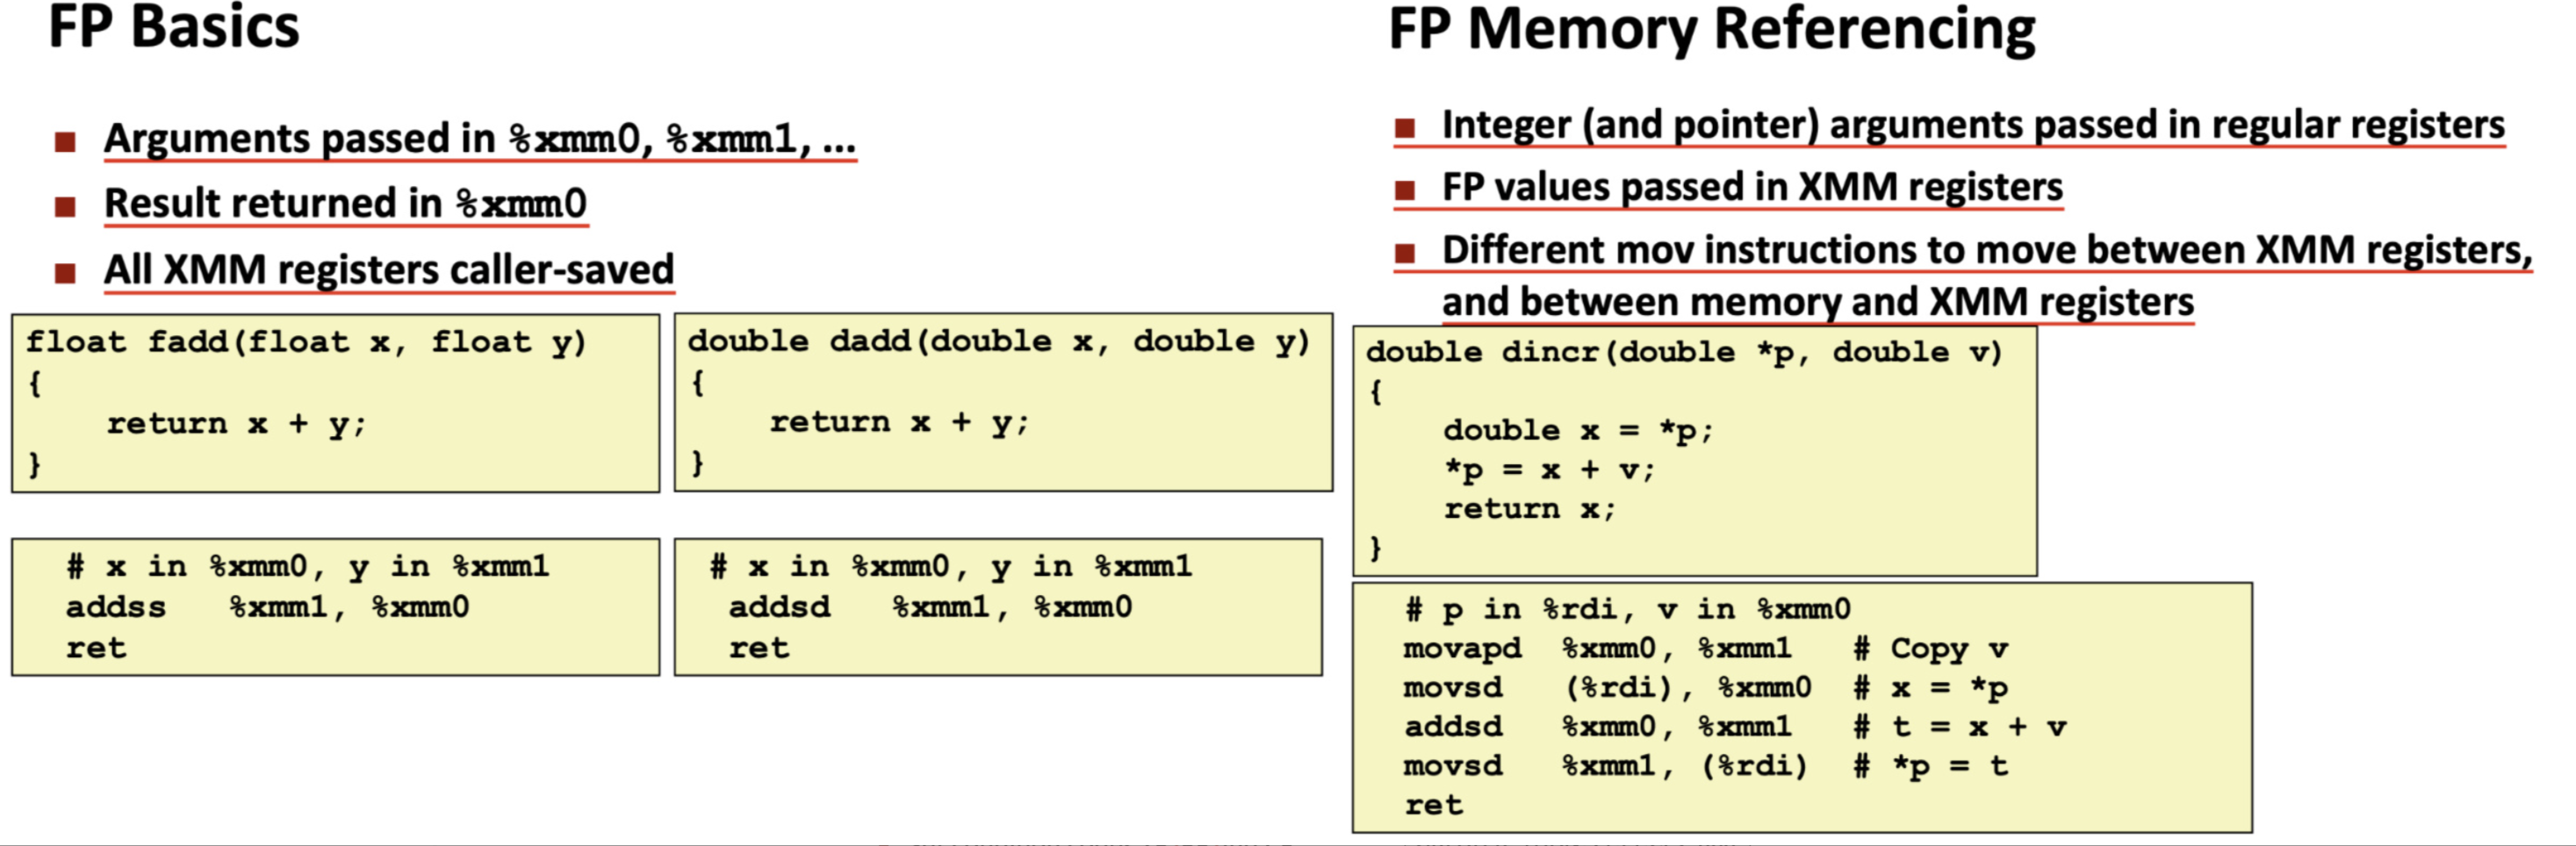 FP Basics
■ Arguments passed in %xmm0, %xmm1, ...
■ Result returned in %xmm0
■ All XMM registers caller-saved
float fadd(float x, float y)
{
    return x + y;
}
double dadd(double x, double y)
{
    return x + y;
}
# x in %xmm0, y in %xmm1
addss   %xmm1, %xmm0
ret
# x in %xmm0, y in %xmm1
addsd   %xmm1, %xmm0
ret
FP Memory Referencing
■ Integer (and pointer) arguments passed in regular registers
■ FP values passed in XMM registers
■ Different mov instructions to move between XMM registers,
and between memory and XMM registers
double dincr(double *p, double v)
{
    double x = *p;
    *p = x + v;
    return x;
}
# p in %rdi, v in %xmm0
movapd  %xmm0, %xmm1   # Copy v
movsd   (%rdi), %xmm0  # x = *p
addsd   %xmm0, %xmm1   # t = x + v
movsd   %xmm1, (%rdi)  # *p = t
ret